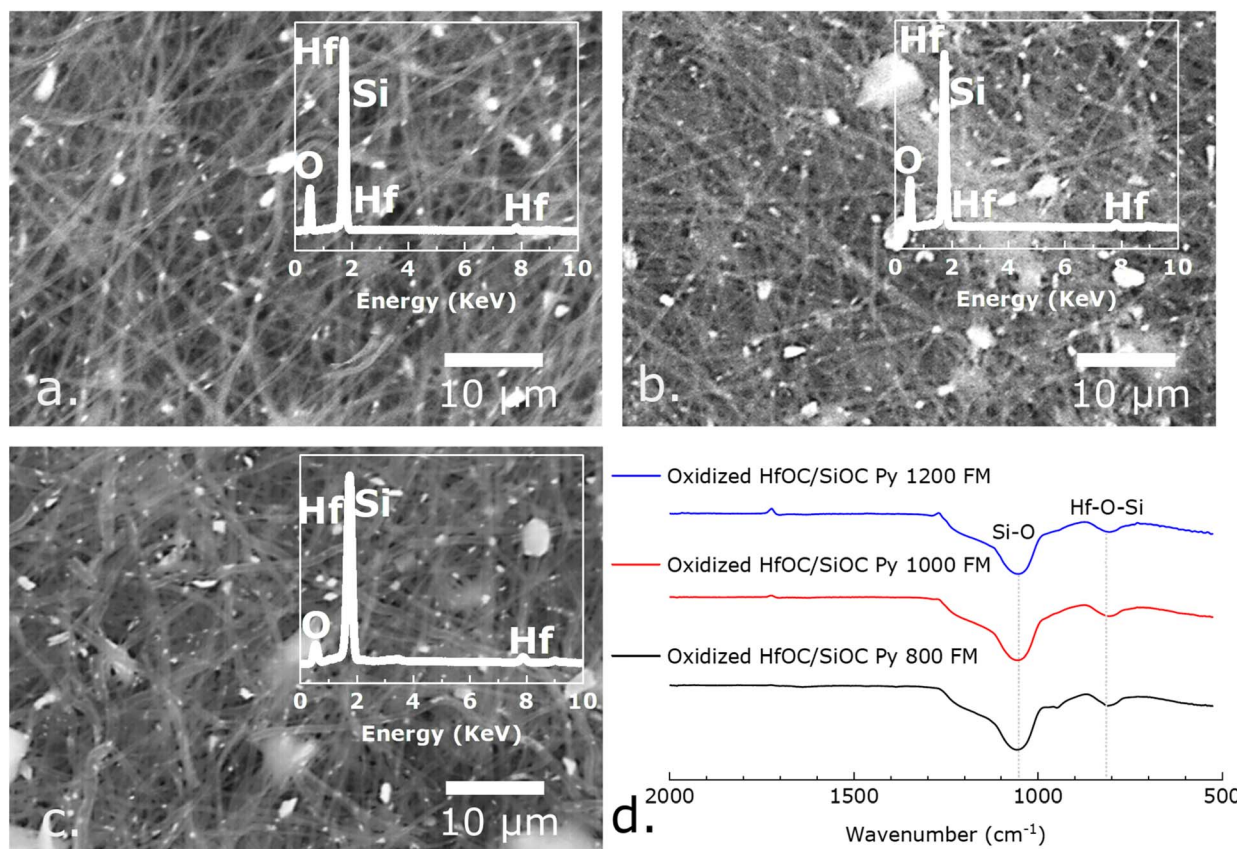 Hf
Si
O
Hf
Hf
0 2 4 6 8 10
Energy (KeV)
a.
10 µm
Hf
Si
O
Hf
Hf
0 2 4 6 8 10
Energy (KeV)
b.
10 µm
Hf Si
O
Hf
0 2 4 6 8 10
Energy (KeV)
c.
10 µm
Oxidized HfOC/SiOC Py 1200 FM
Si-O
Hf-O-Si
Oxidized HfOC/SiOC Py 1000 FM
Oxidized HfOC/SiOC Py 800 FM
2000 1500 1000 500
d.
Wavenumber (cm⁻¹)